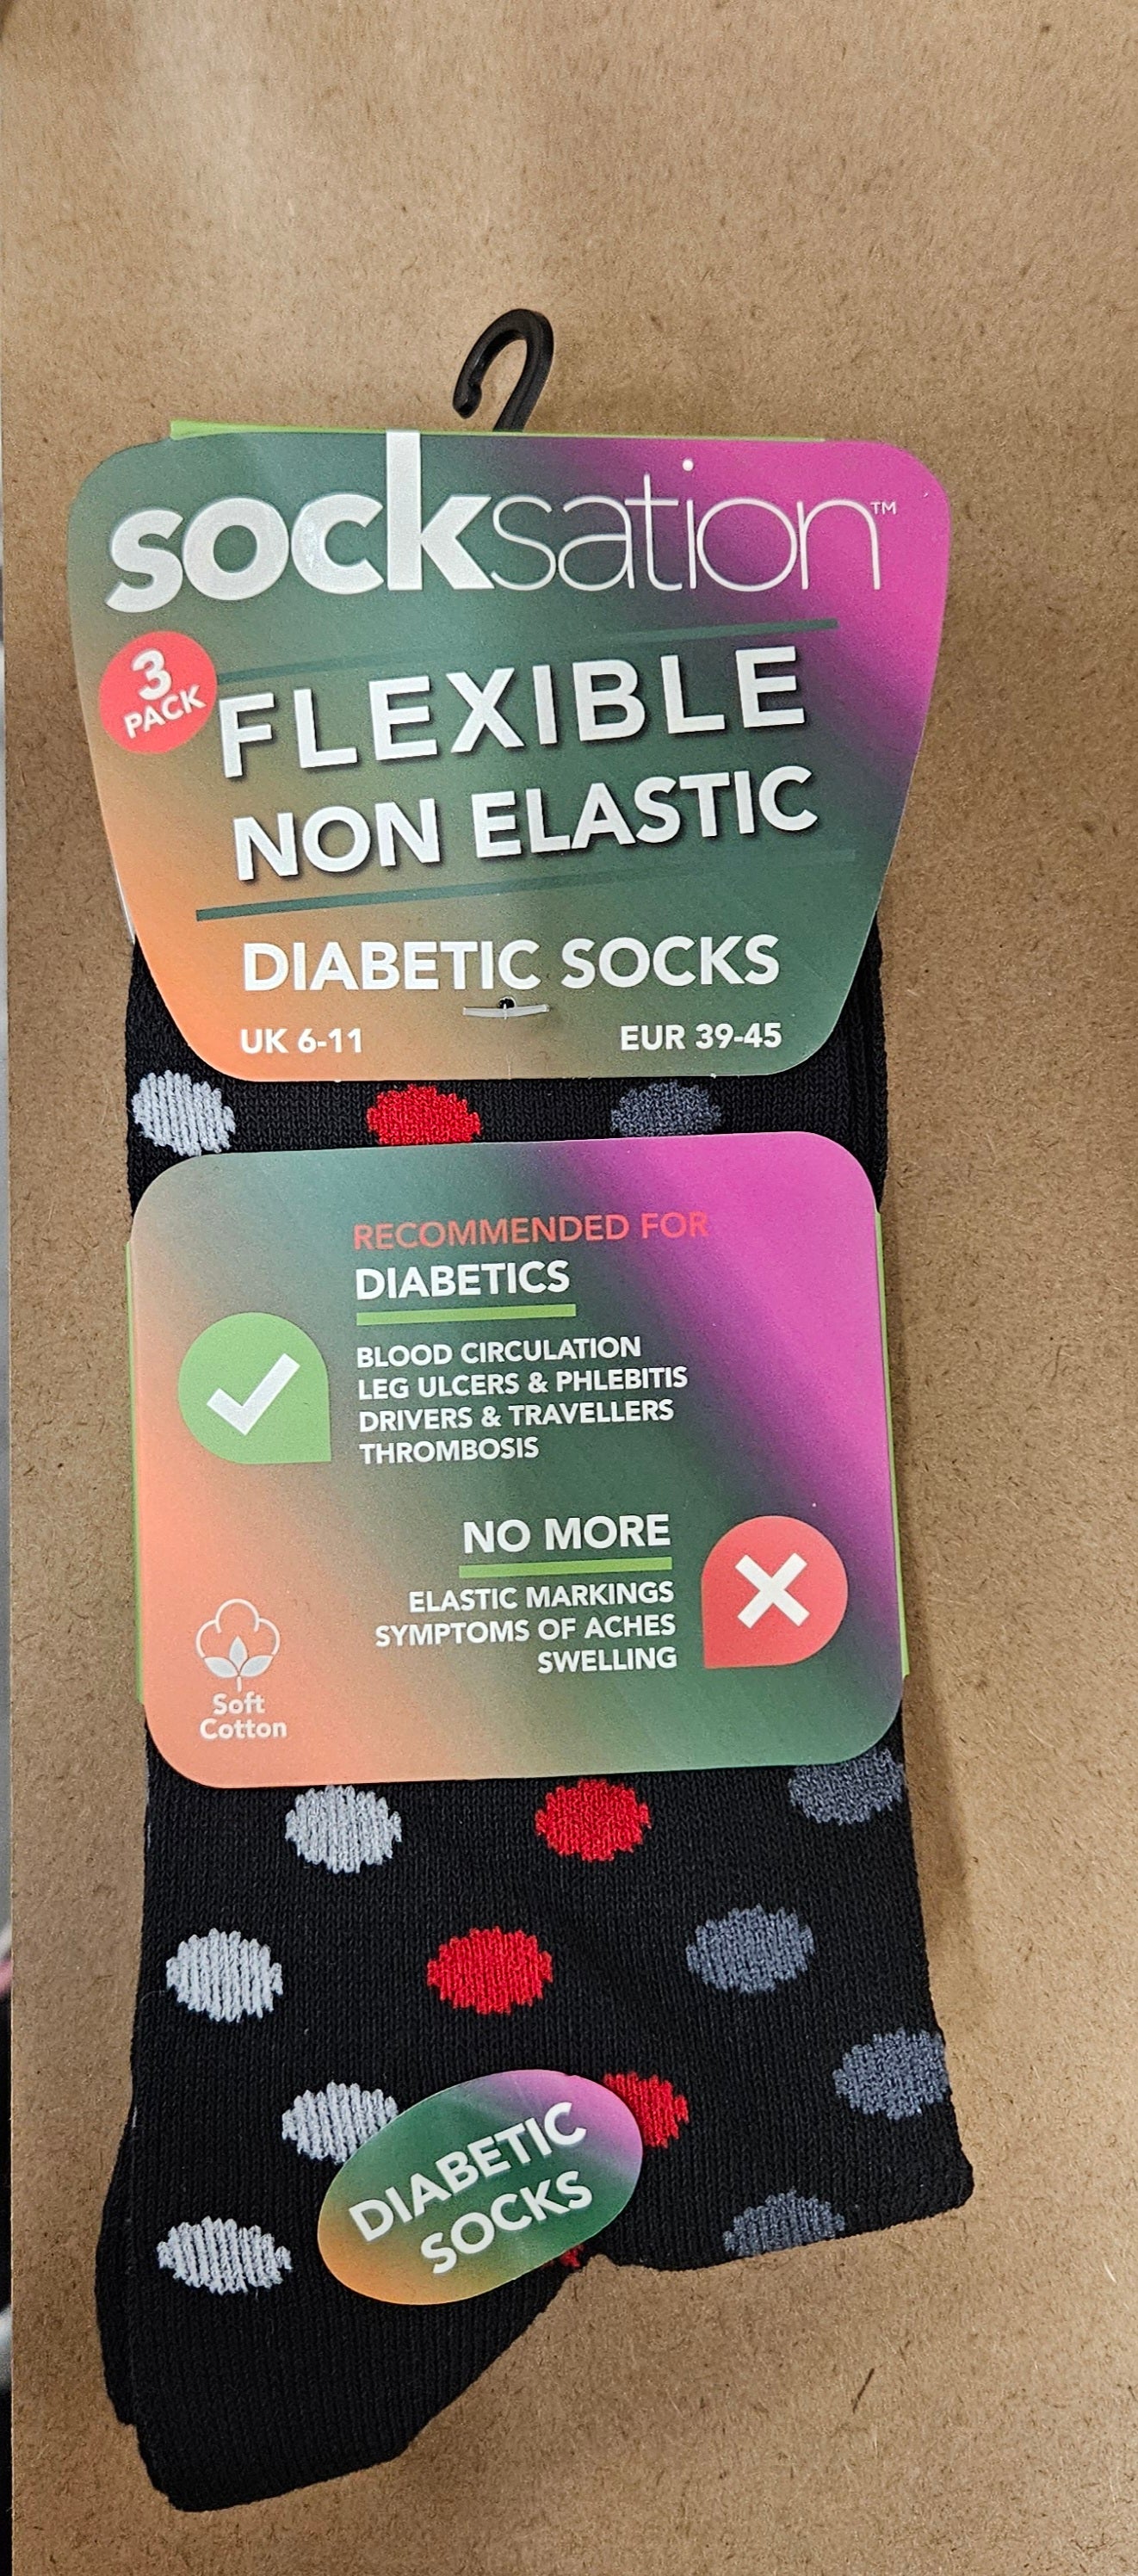 socksation™
3
PACK
FLEXIBLE
NON ELASTIC
DIABETIC SOCKS
UK 6-11 EUR 39-45
RECOMMENDED FOR
DIABETICS
BLOOD CIRCULATION
LEG ULCERS & PHLEBITIS
DRIVERS & TRAVELLERS
THROMBOSIS
NO MORE
ELASTIC MARKINGS
SYMPTOMS OF ACHES
SWELLING
Soft
Cotton
DIABETIC
SOCKS